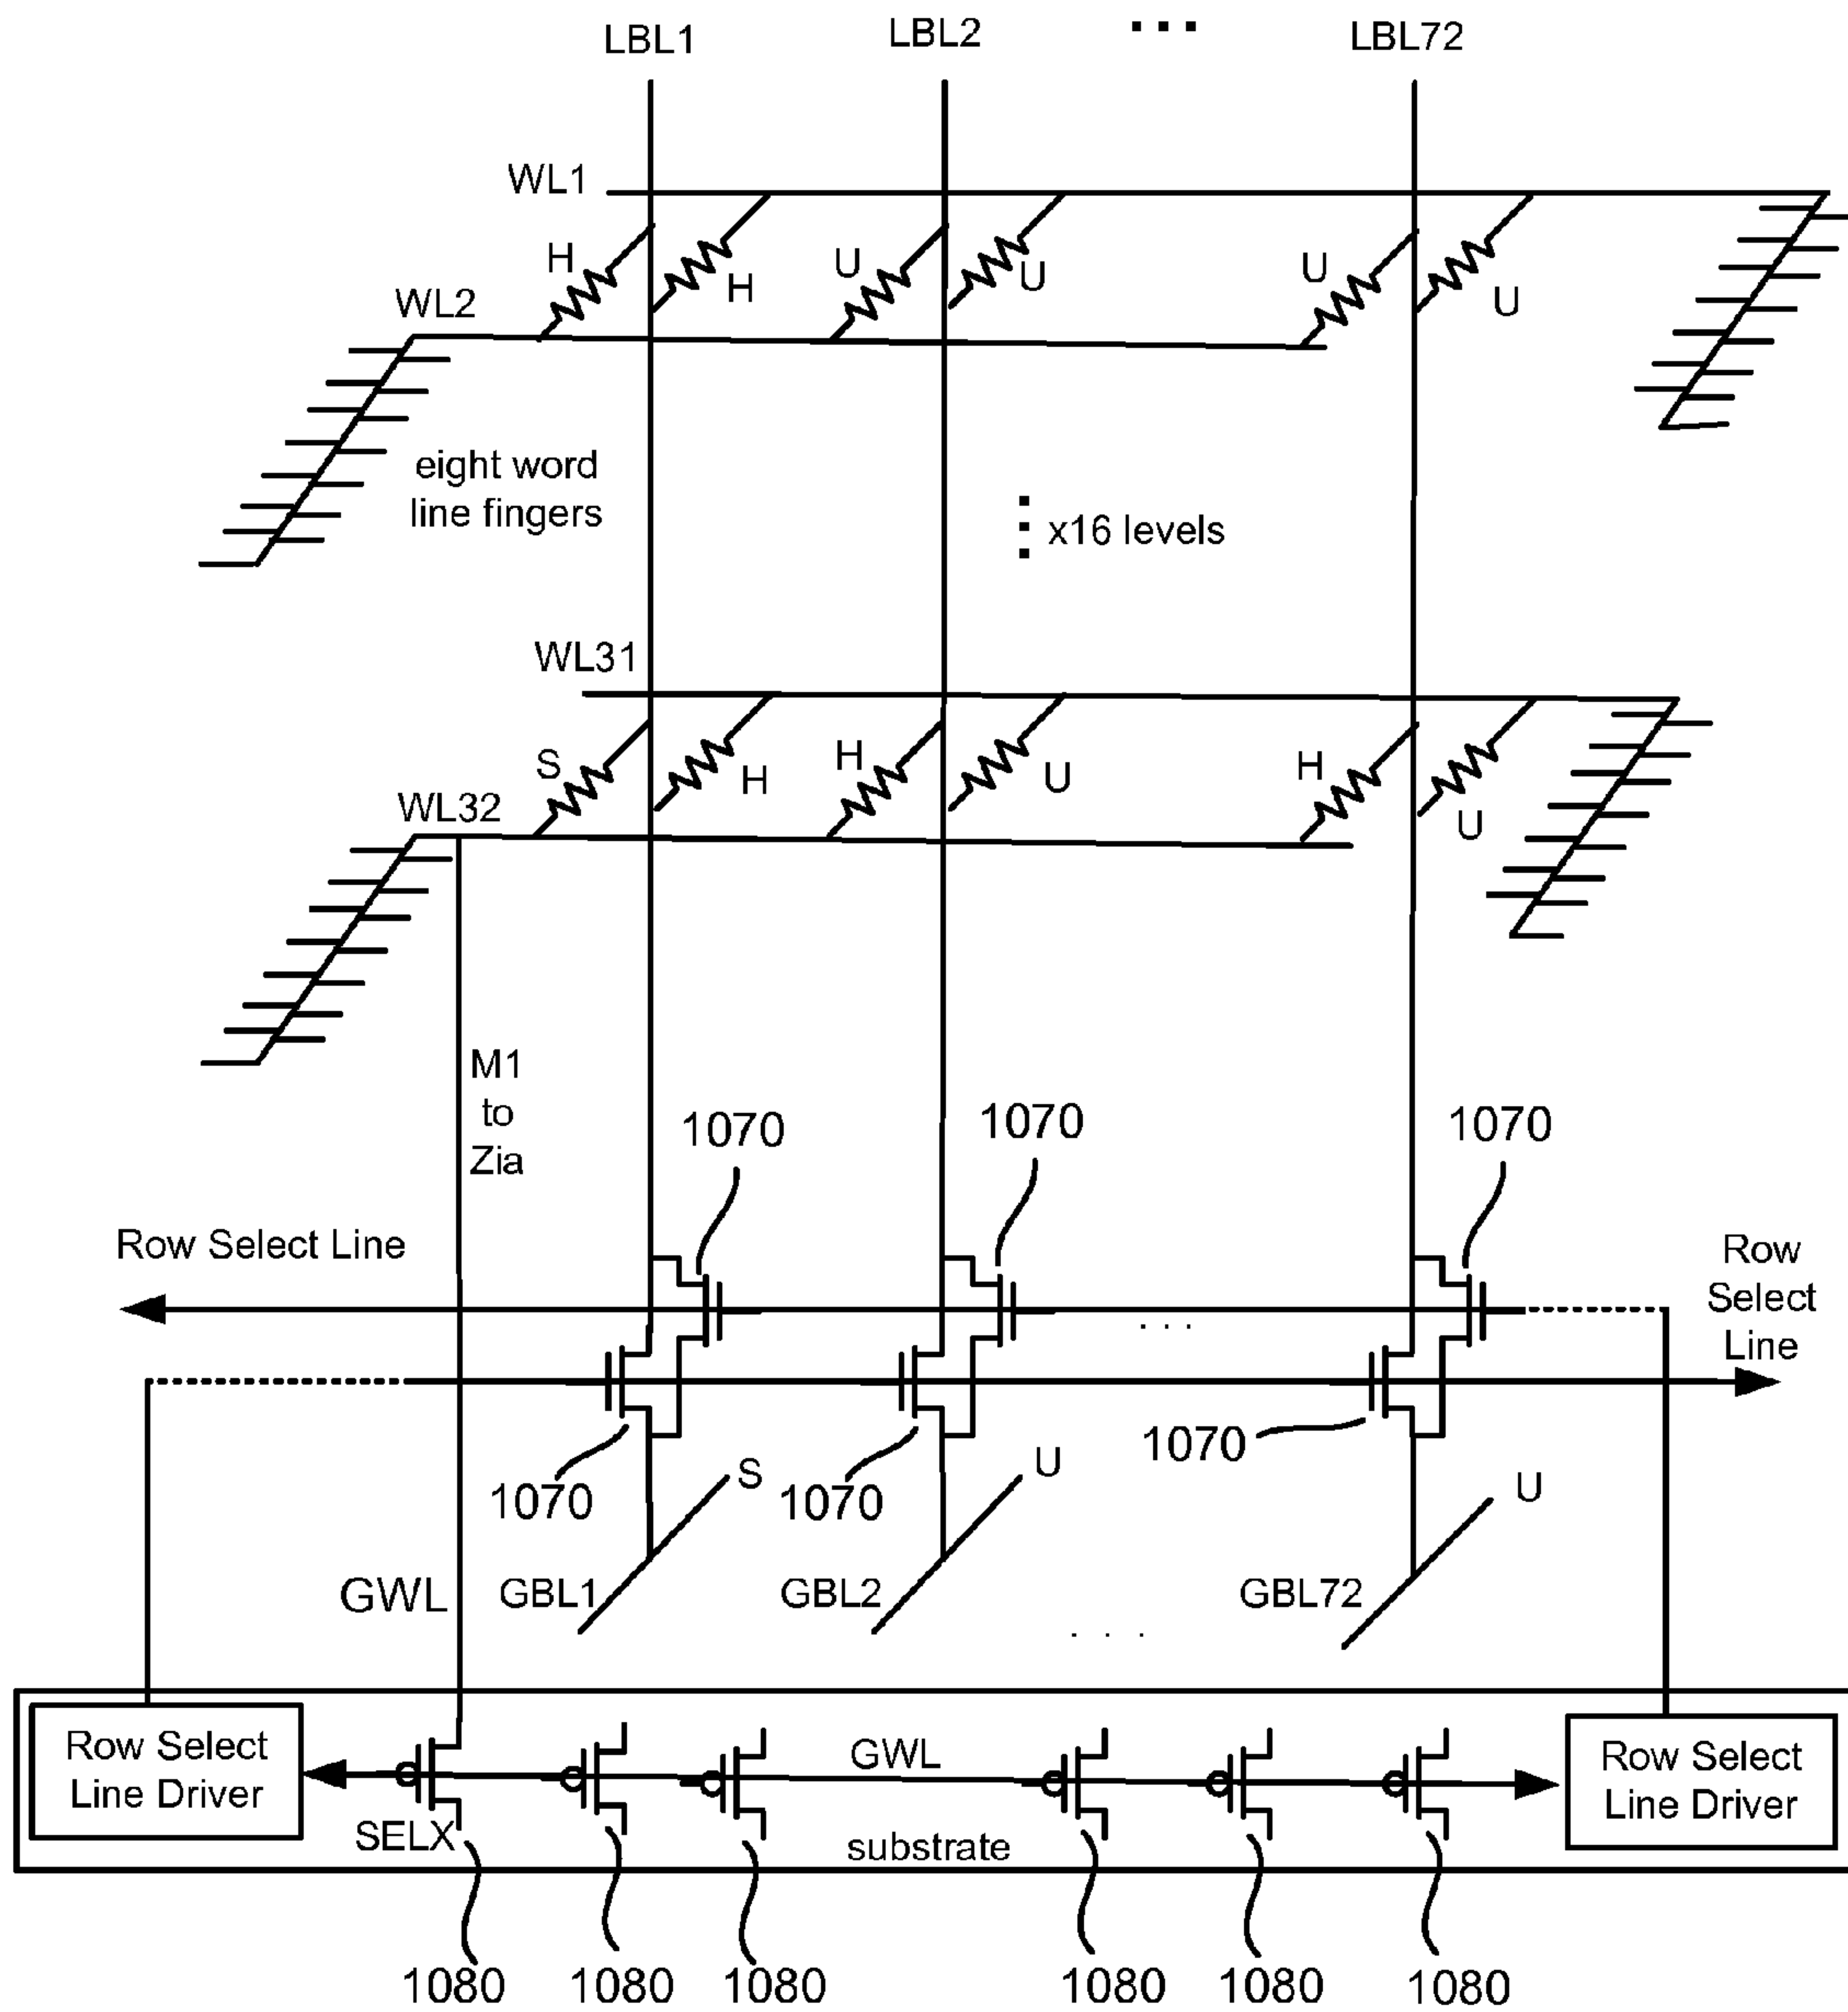 LBL1
LBL2
...
LBL72
WL1
H
H
U
U
U
U
WL2
eight word
line fingers
x16 levels
WL31
S
H
H
U
H
U
WL32
M1
to
Zia
1070
1070
1070
Row Select Line
Row
Select
Line
...
1070
1070
1070
S
U
U
GWL
GBL1
GBL2
GBL72
...
Row Select
Line Driver
GWL
Row Select
Line Driver
SELX
substrate
1080
1080
1080
1080
1080
1080